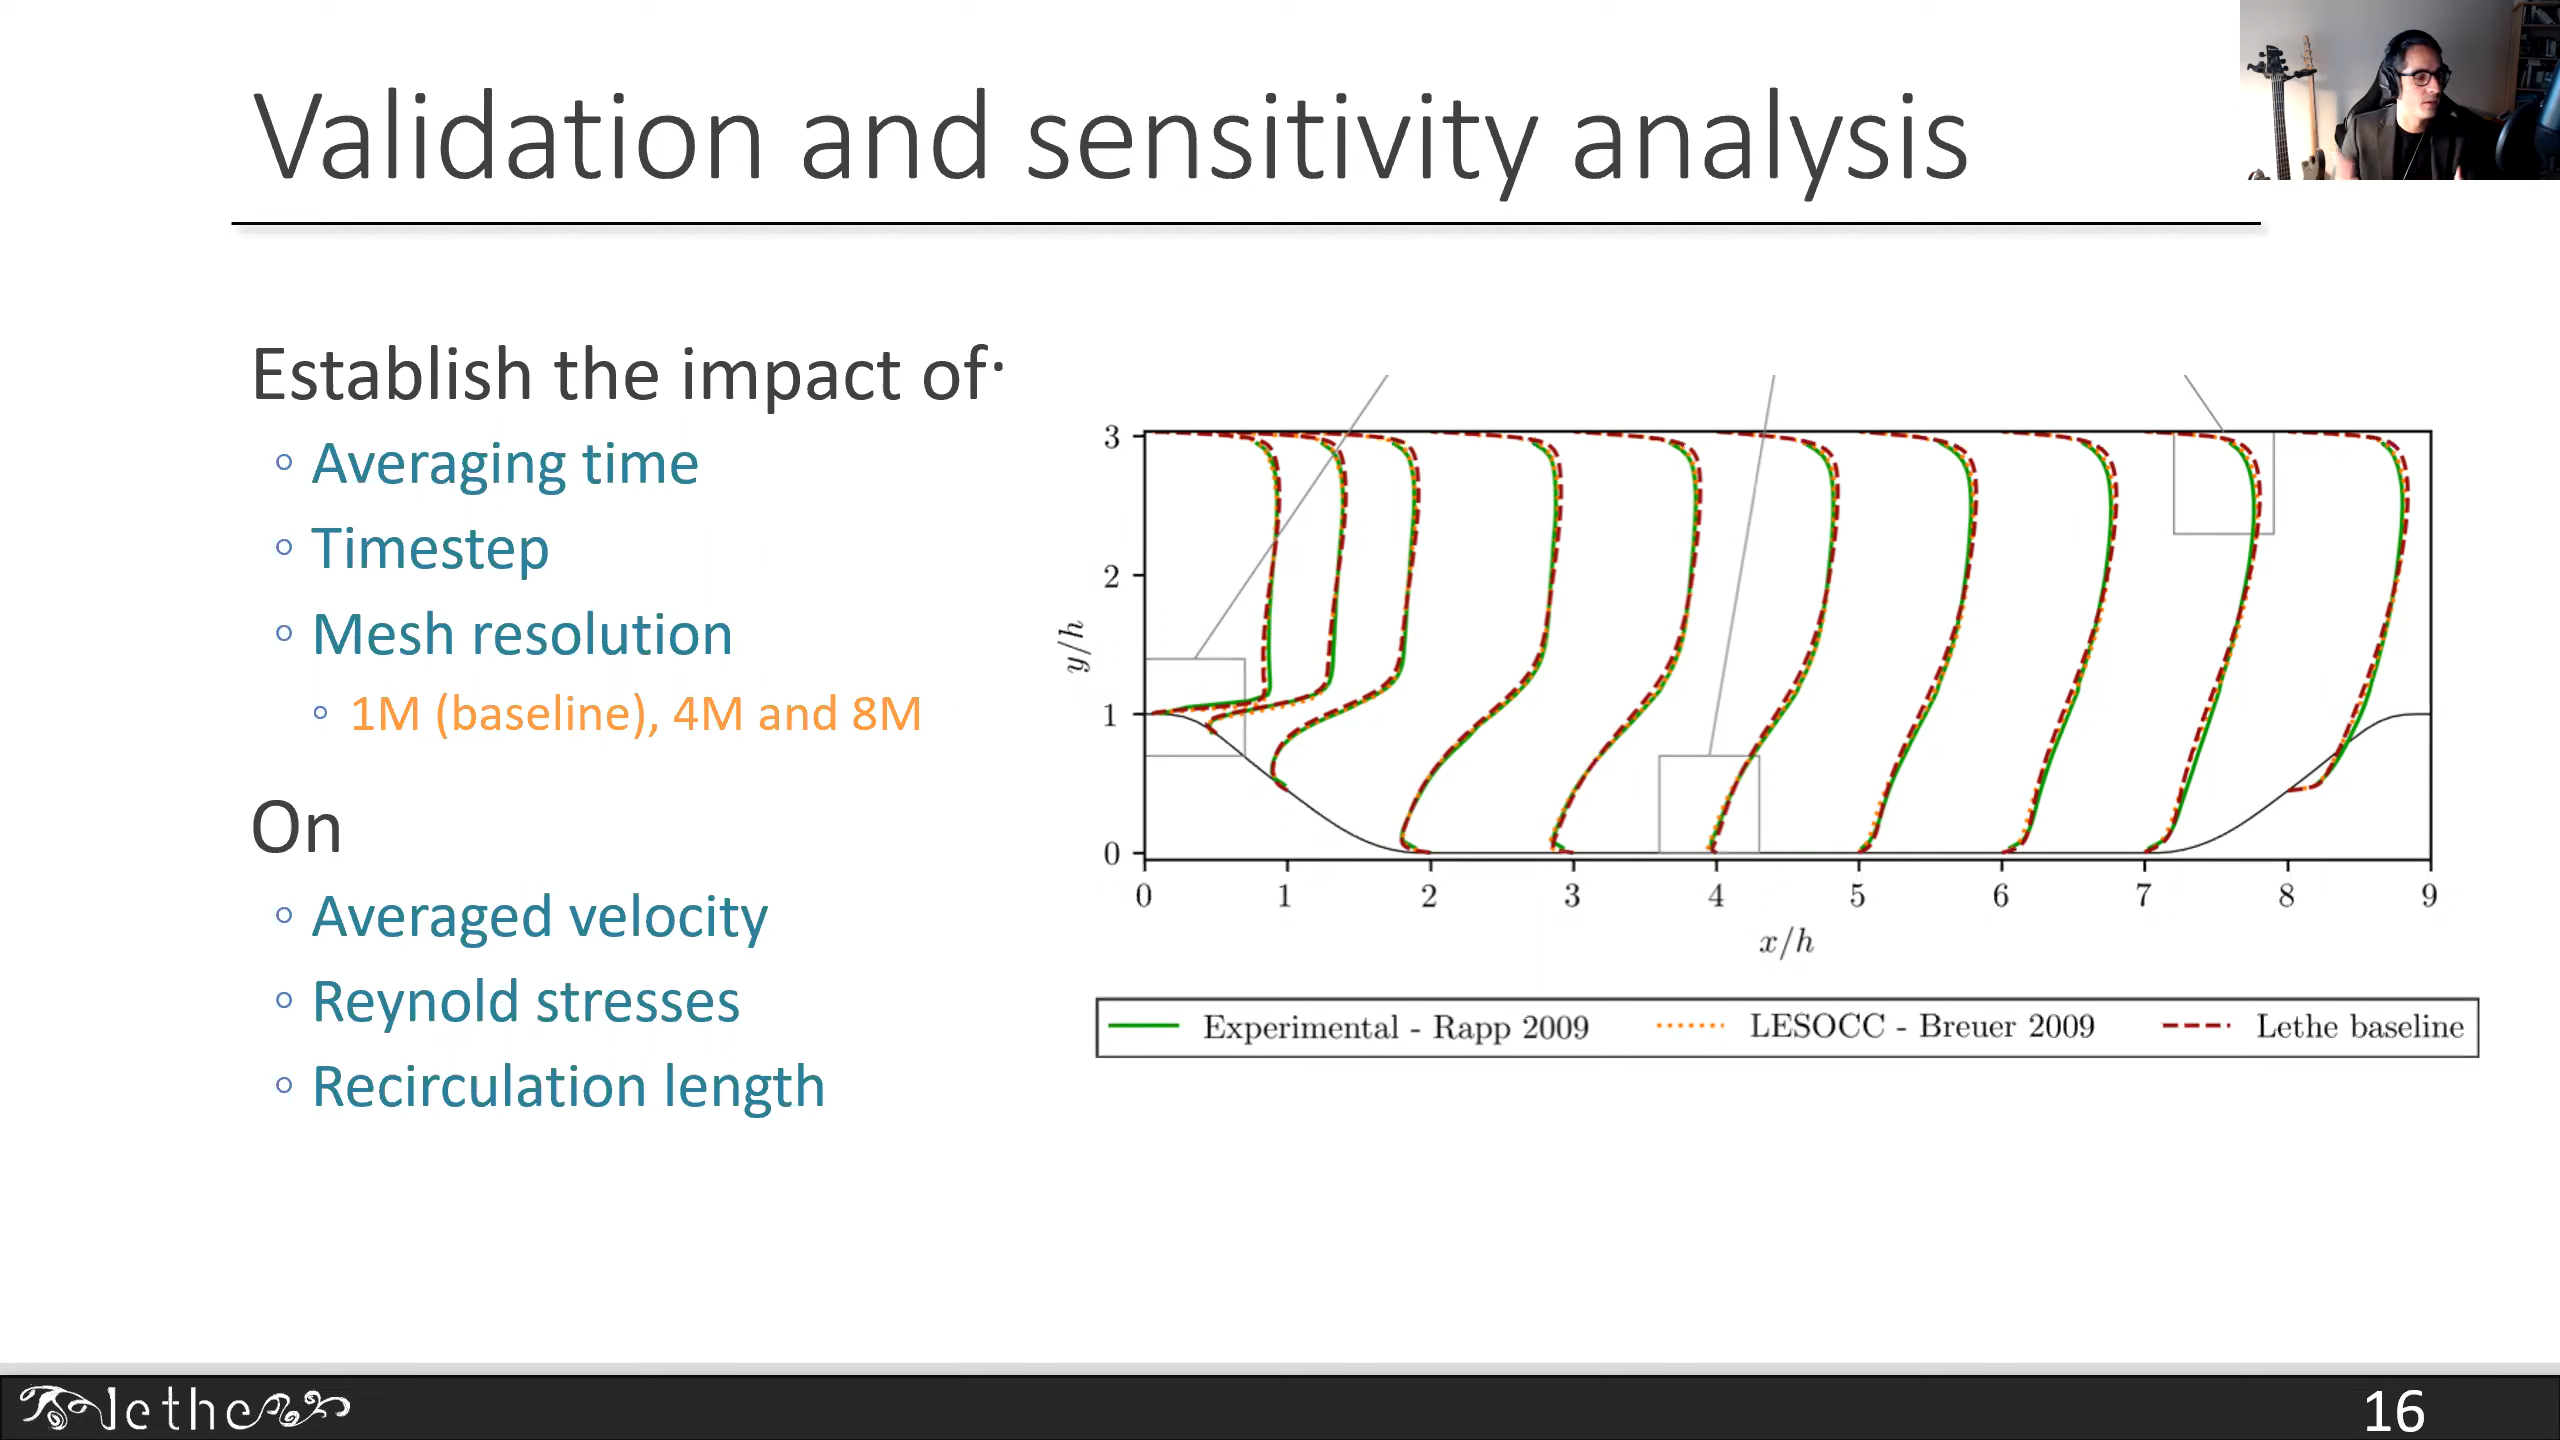 Validation and sensitivity analysis
Establish the impact of:
Averaging time
Timestep
Mesh resolution
1M (baseline), 4M and 8M
On
Averaged velocity
Reynold stresses
Recirculation length
3
2
1
0
y/h
0 1 2 3 4 5 6 7 8 9
x/h
Experimental - Rapp 2009 LESOCC - Breuer 2009 Lethe baseline
lethe
16